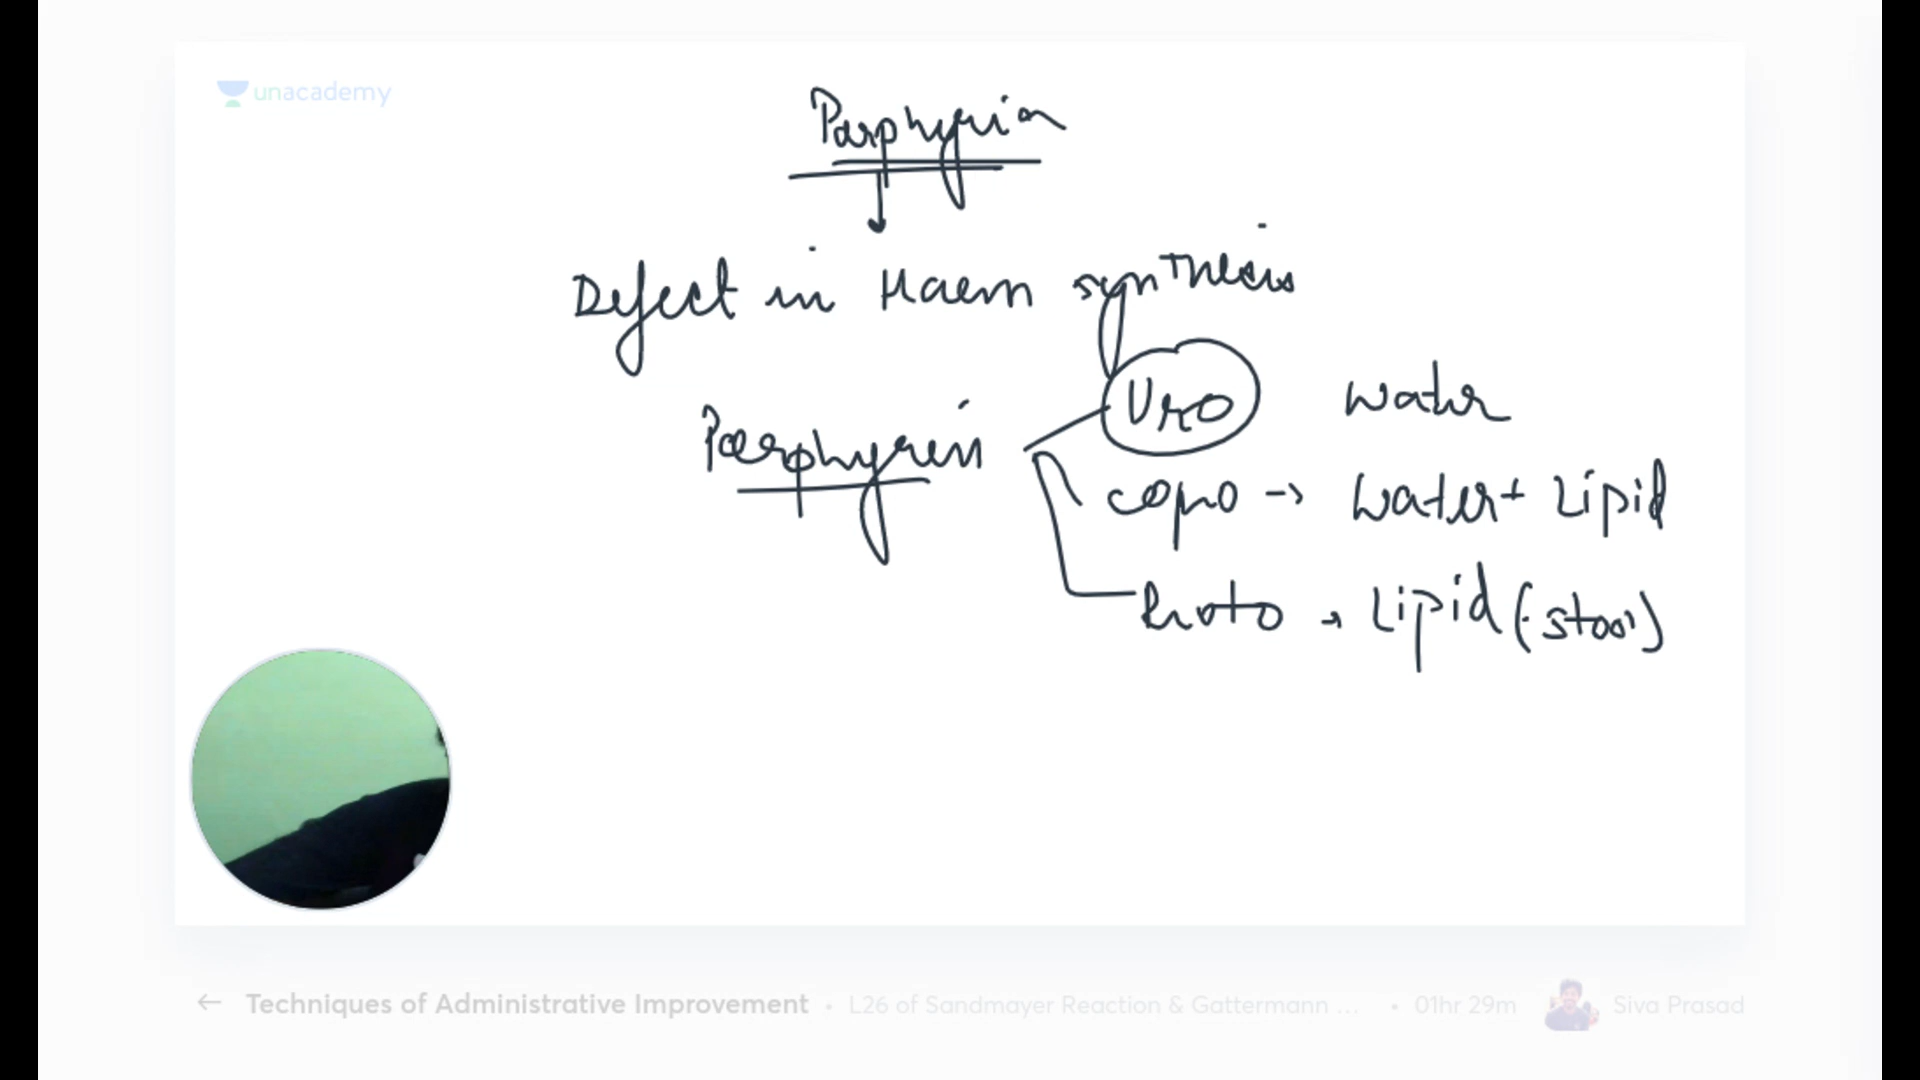 unacademy
Porphyria
Defect in Haem synthesis
Uro Water
Porphyrin
Copro → Water + Lipid
Proto → Lipid (stool)
← Techniques of Administrative Improvement • L26 of Sandmayer Reaction & Gattermann ... • 01hr 29m Siva Prasad